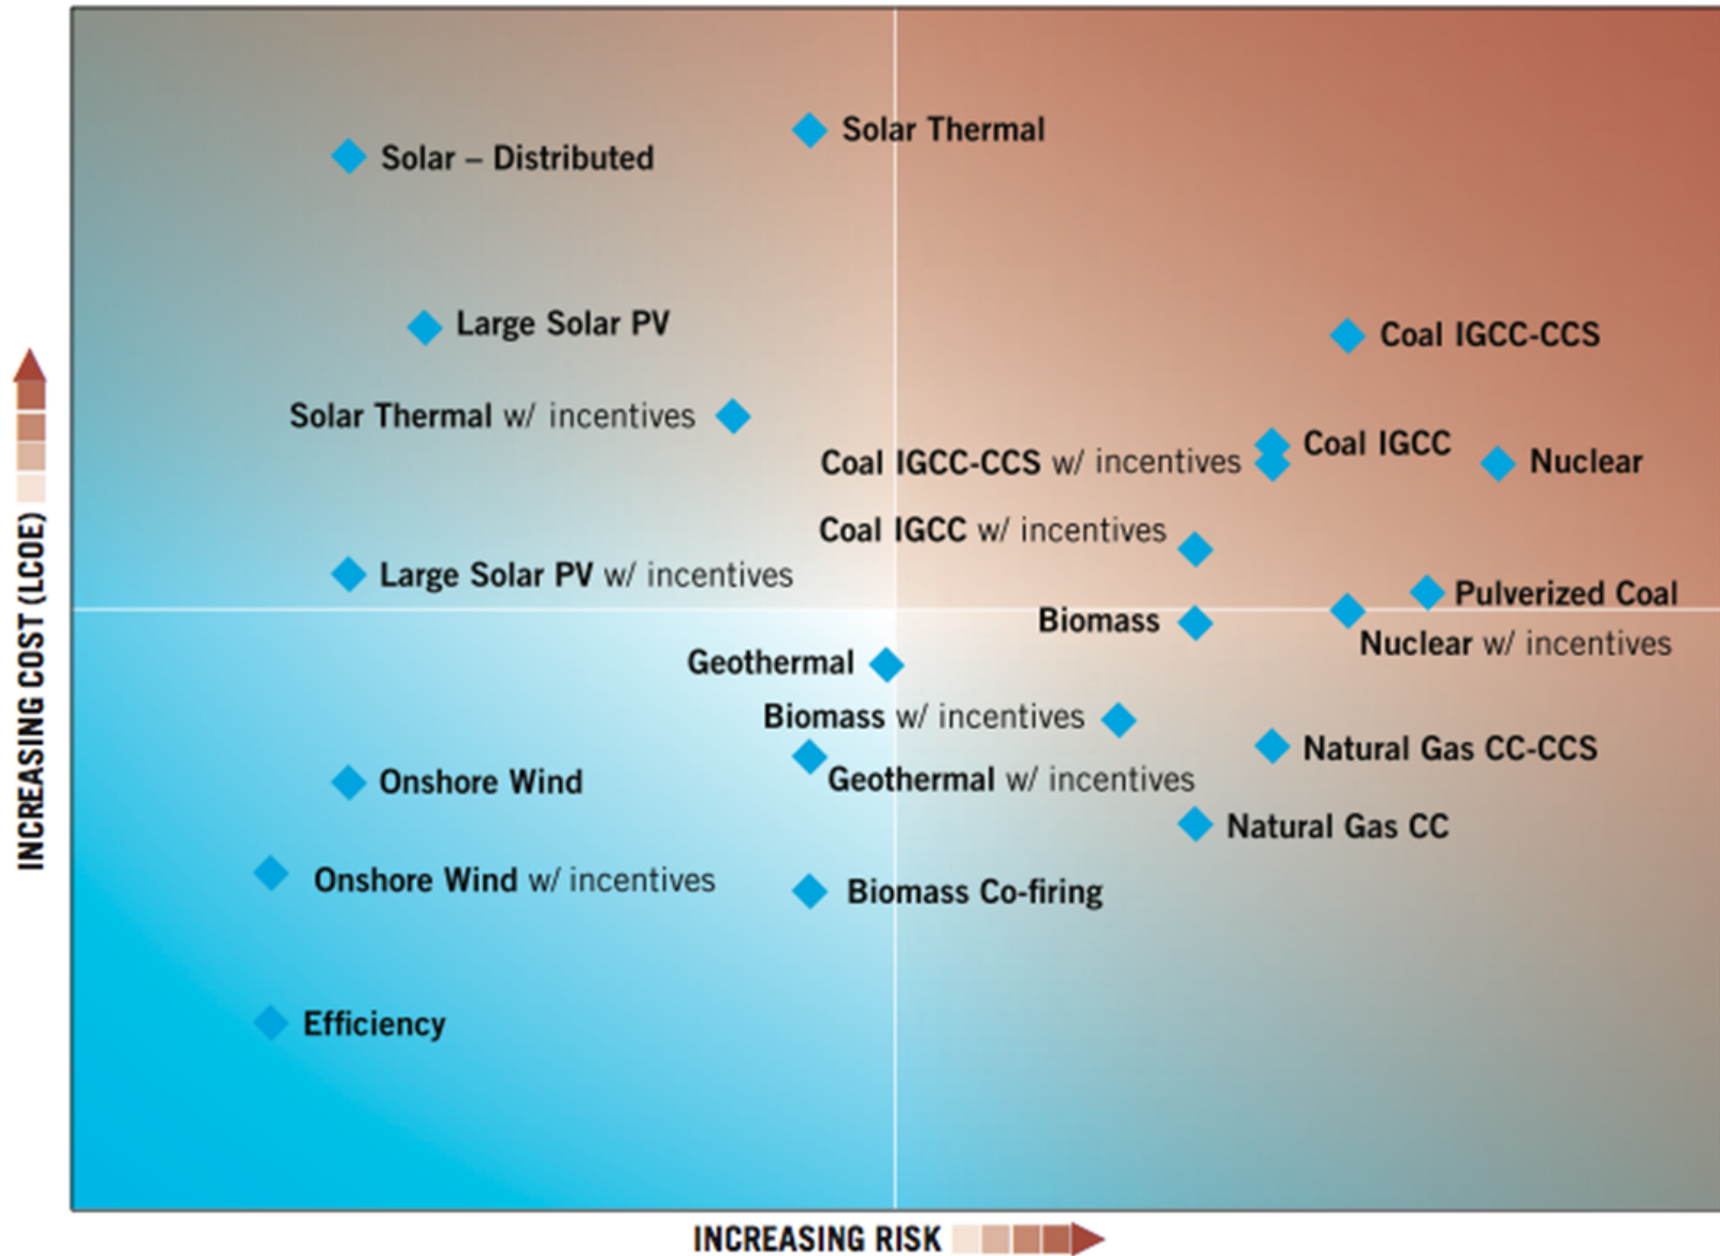 Solar Thermal
Solar – Distributed
Large Solar PV
Coal IGCC-CCS
Solar Thermal w/ incentives
Coal IGCC
Coal IGCC-CCS w/ incentives
Nuclear
Coal IGCC w/ incentives
Large Solar PV w/ incentives
Pulverized Coal
Biomass
Nuclear w/ incentives
Geothermal
Biomass w/ incentives
Natural Gas CC-CCS
Geothermal w/ incentives
Onshore Wind
Natural Gas CC
Onshore Wind w/ incentives
Biomass Co-firing
Efficiency
INCREASING COST (LCOE)
INCREASING RISK